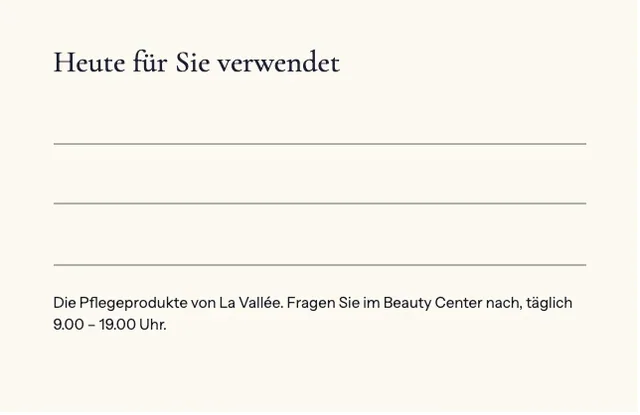 Heute für Sie verwendet
Die Pflegeprodukte von La Vallée. Fragen Sie im Beauty Center nach, täglich
9.00 – 19.00 Uhr.